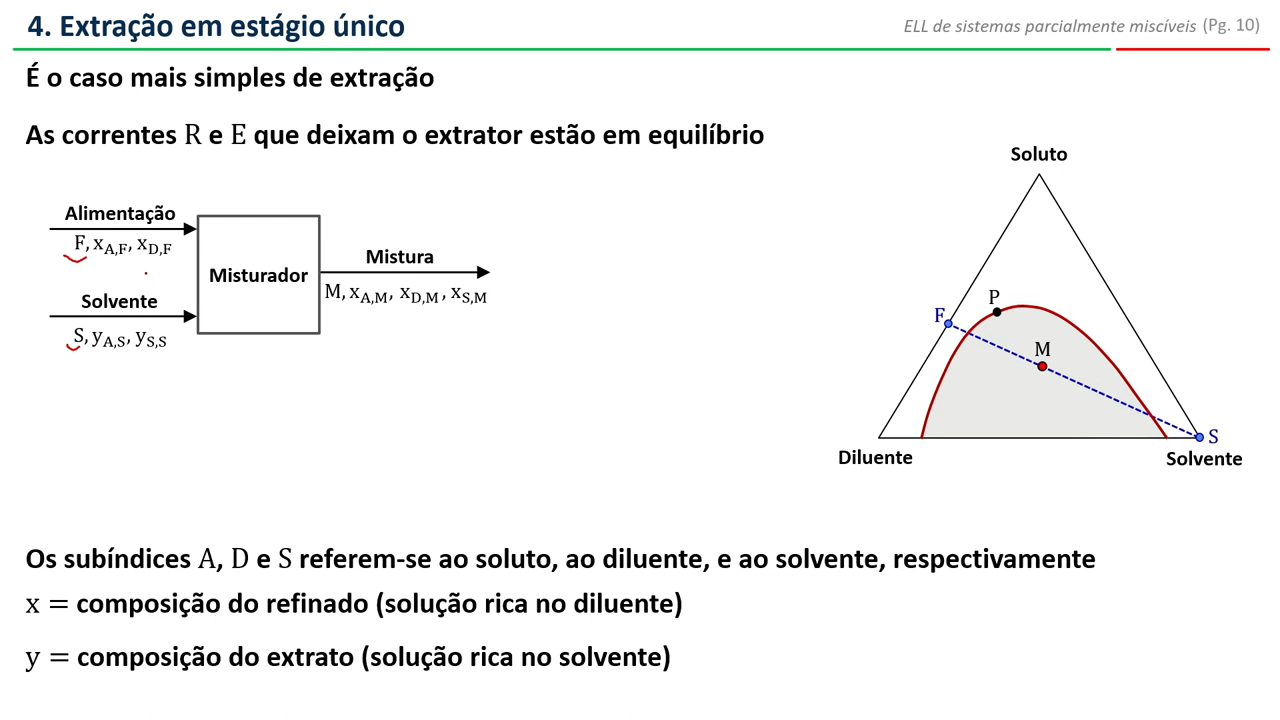 4. Extração em estágio único
ELL de sistemas parcialmente miscíveis (Pg. 10)
É o caso mais simples de extração
As correntes R e E que deixam o extrator estão em equilíbrio
Alimentação
F, x_A,F, x_D,F
Solvente
S, y_A,S, y_S,S
Misturador
Mistura
M, x_A,M, x_D,M, x_S,M
Soluto
P
F
M
S
Diluente
Solvente
Os subíndices A, D e S referem-se ao soluto, ao diluente, e ao solvente, respectivamente
x = composição do refinado (solução rica no diluente)
y = composição do extrato (solução rica no solvente)